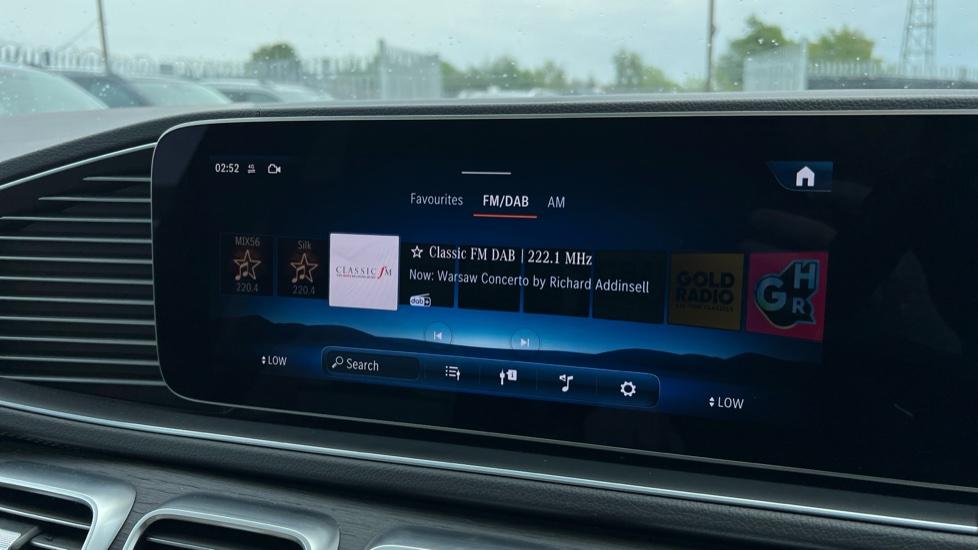 02:52 4G
Favourites FM/DAB AM
MIX56
220.4
Silk
220.4
CLASSIC fM
☆ Classic FM DAB | 222.1 MHz
Now: Warsaw Concerto by Richard Addinsell
dab+
GOLD
RADIO
GHR
LOW
Search
LOW